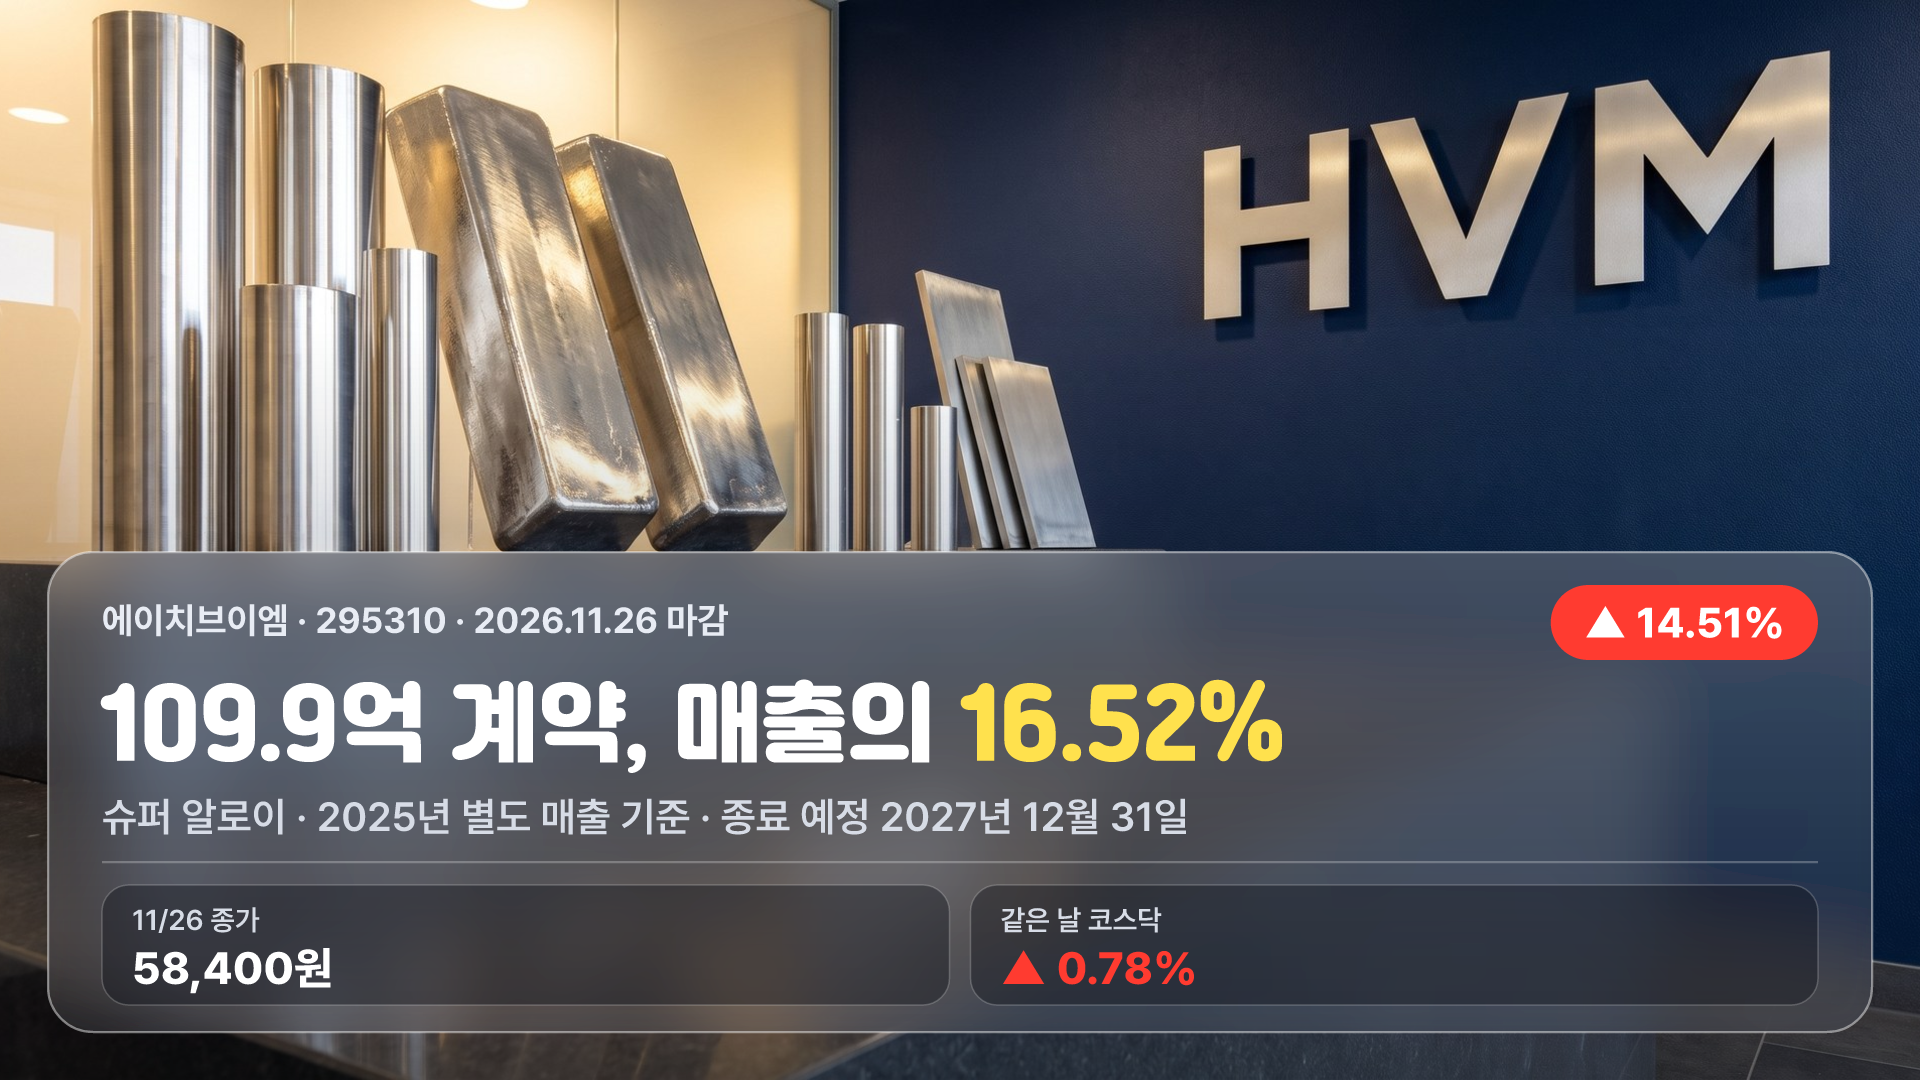 HVM
에이치브이엠 · 295310 · 2026.11.26 마감
▲ 14.51%
109.9억 계약, 매출의 16.52%
슈퍼 알로이 · 2025년 별도 매출 기준 · 종료 예정 2027년 12월 31일
11/26 종가
58,400원
같은 날 코스닥
▲ 0.78%